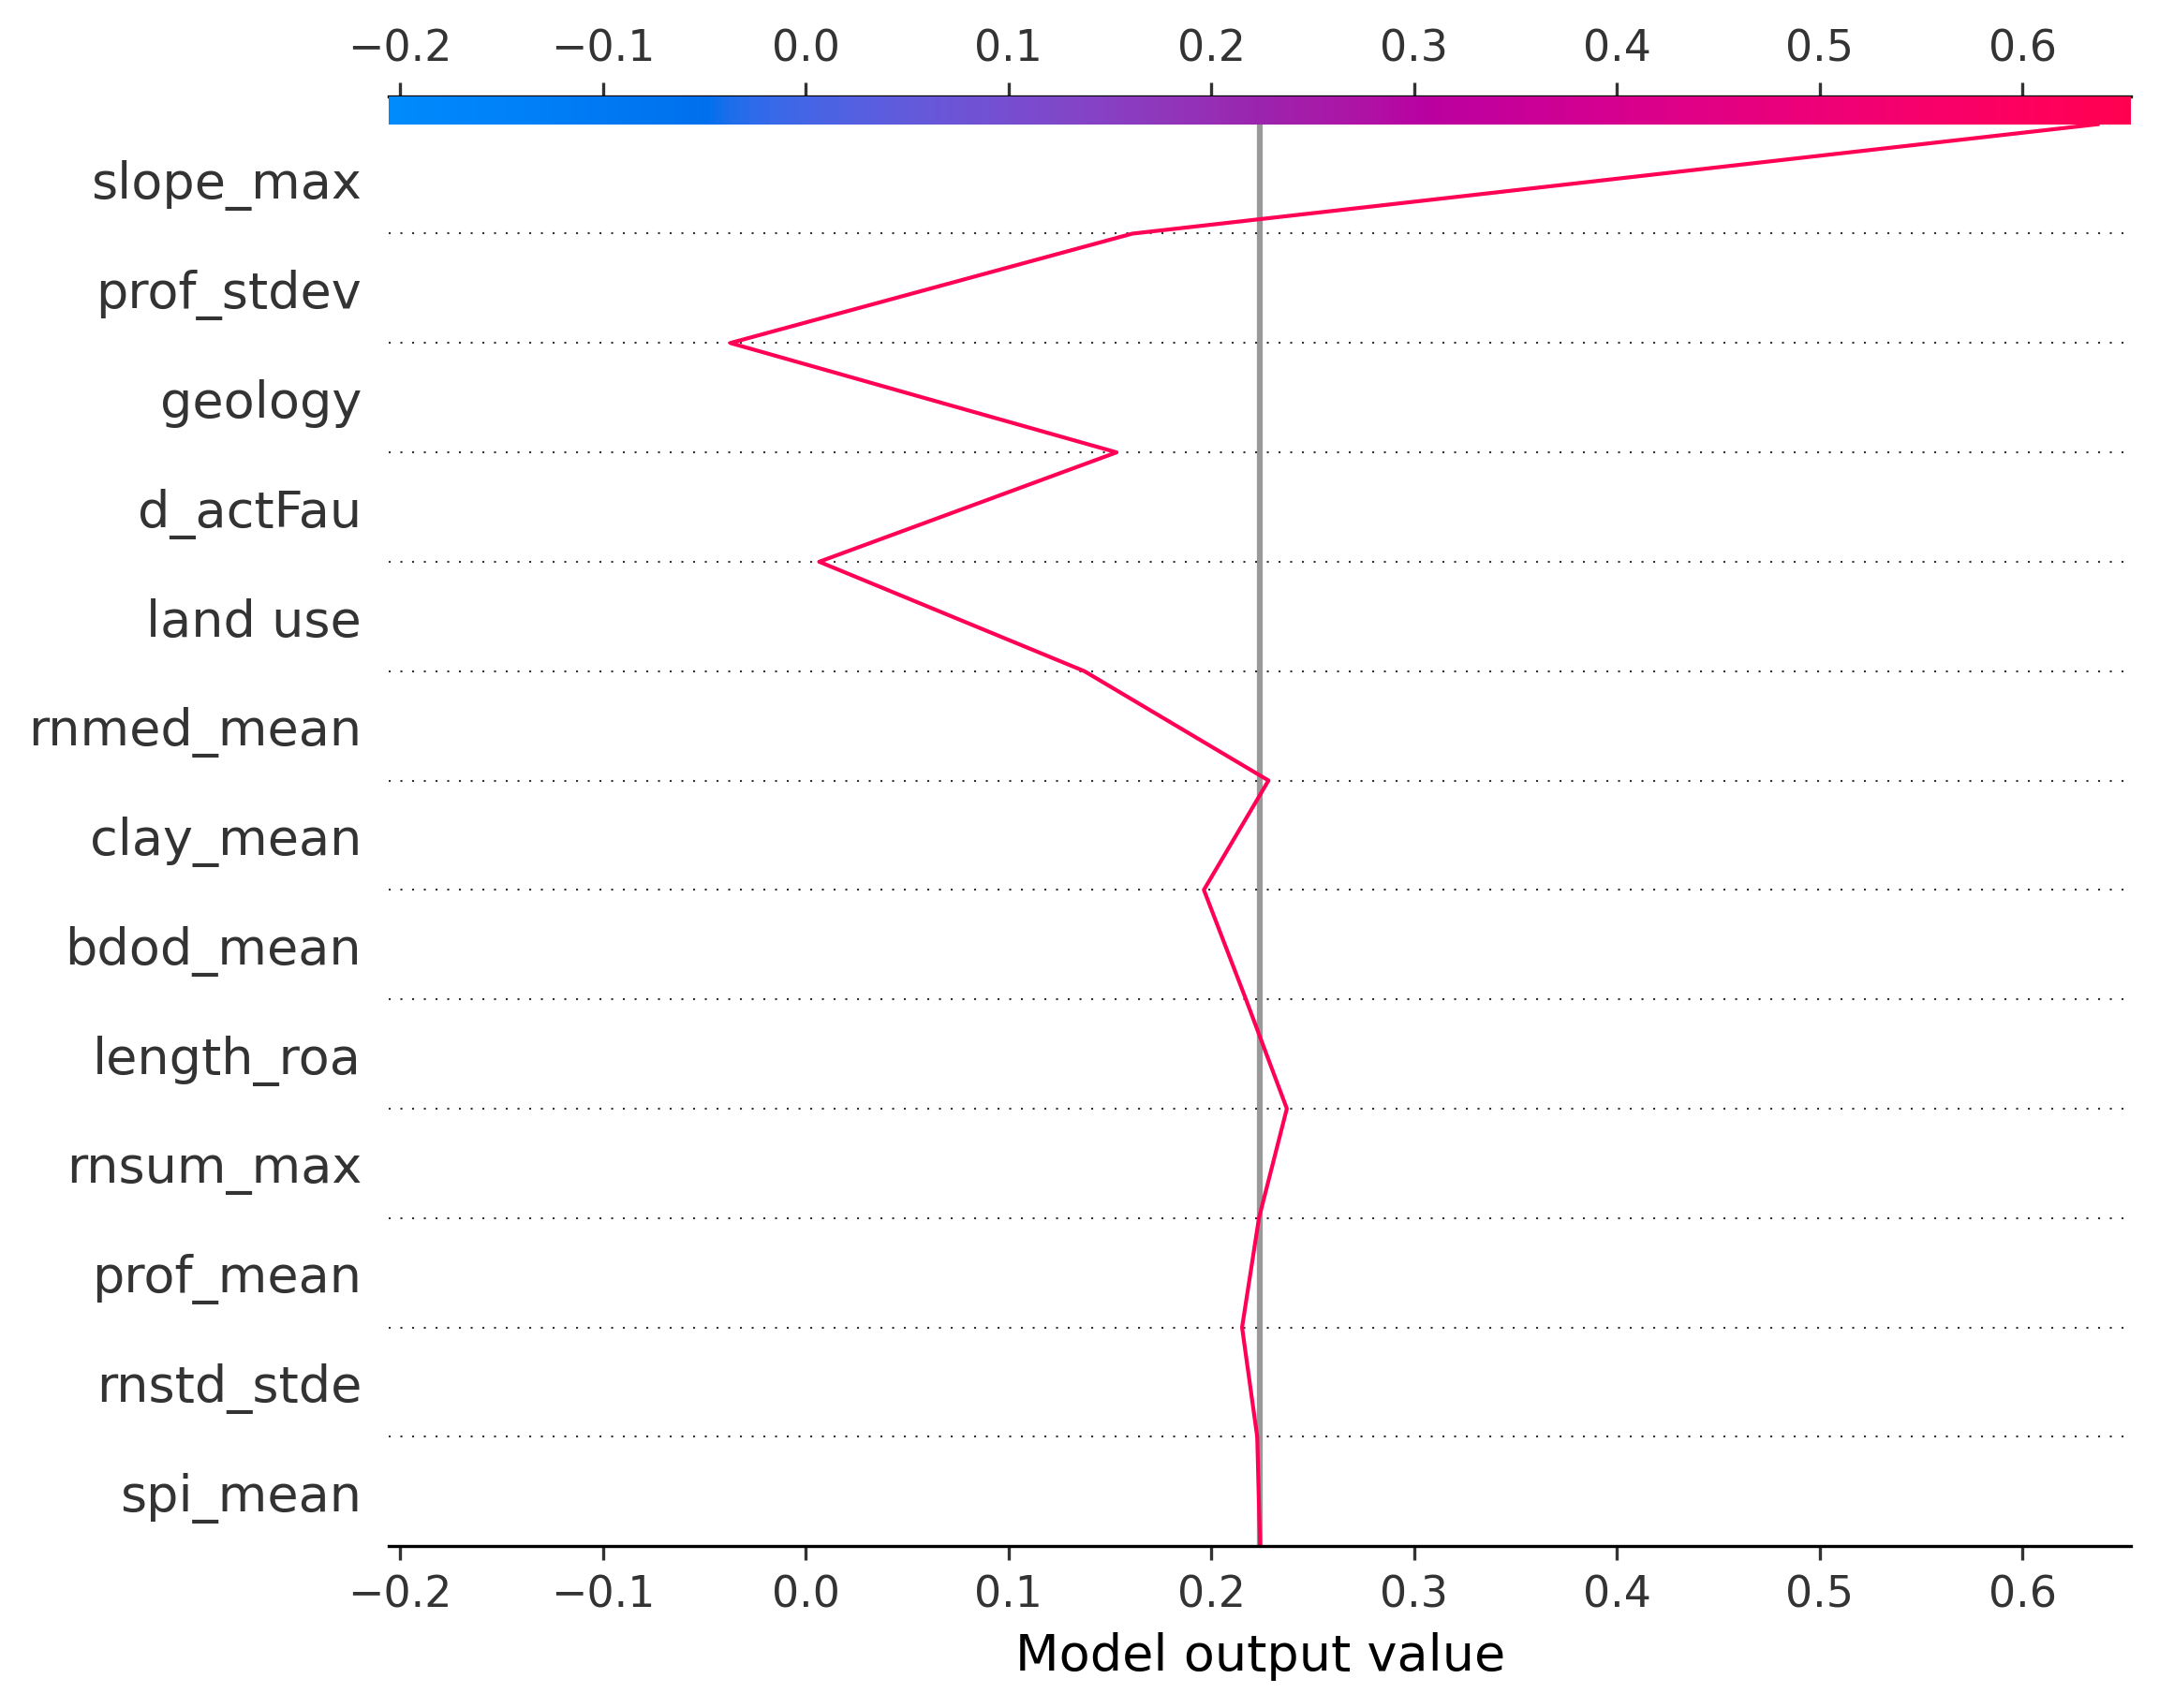 −0.2 −0.1 0.0 0.1 0.2 0.3 0.4 0.5 0.6
slope_max
prof_stdev
geology
d_actFau
land use
rnmed_mean
clay_mean
bdod_mean
length_roa
rnsum_max
prof_mean
rnstd_stde
spi_mean
−0.2 −0.1 0.0 0.1 0.2 0.3 0.4 0.5 0.6
Model output value